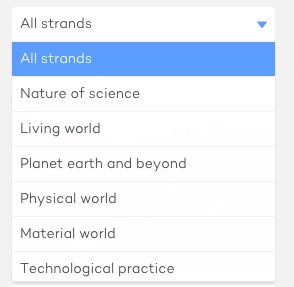 All strands
All strands
Nature of science
Living world
Planet earth and beyond
Physical world
Material world
Technological practice